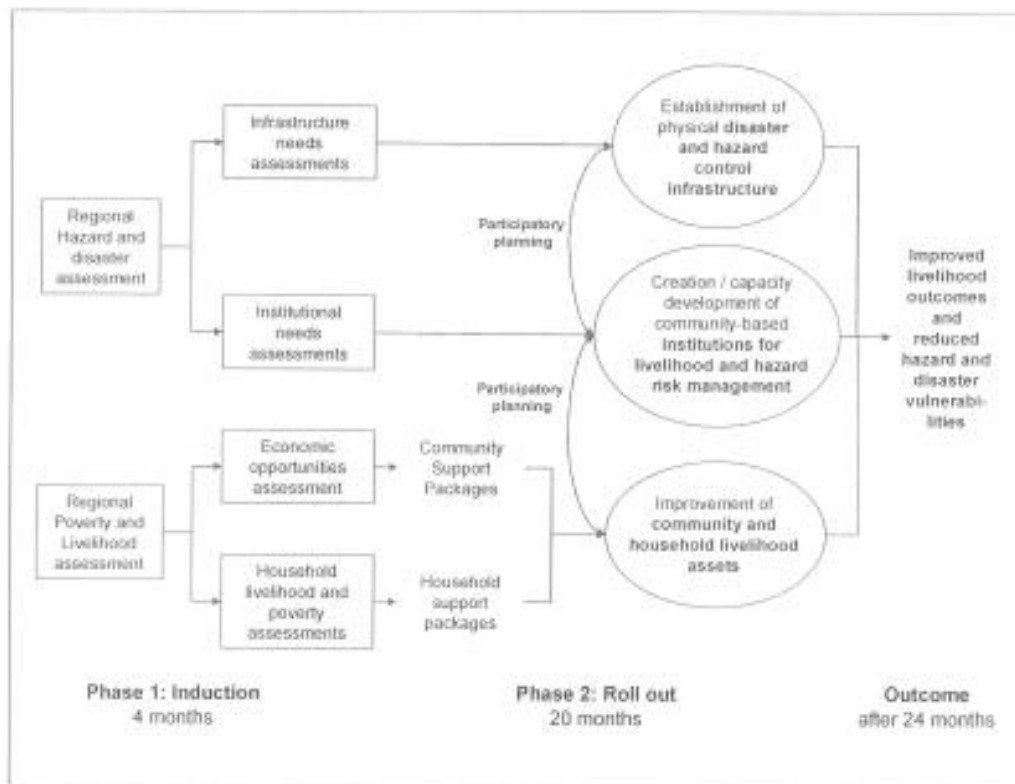 Infrastructure
needs
assessments
Establishment of
physical disaster
and hazard
control
infrastructure
Regional
Hazard and
disaster
assessment
Participatory
planning
Institutional
needs
assessments
Creation / capacity
development of
community-based
institutions for
livelihood and hazard
risk management
Improved
livelihood
outcomes
and
reduced
hazard and
disaster
vulnerabi-
lities
Participatory
planning
Regional
Poverty and
Livelihood
assessment
Economic
opportunities
assessment
Community
Support
Packages
Household
livelihood and
poverty
assessments
Household
support
packages
Improvement of
community and
household livelihood
assets
Phase 1: Induction
4 months
Phase 2: Roll out
20 months
Outcome
after 24 months